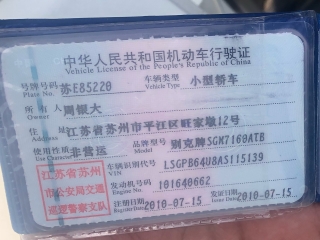 中华人民共和国机动车行驶证
Vehicle License of the People's Republic of China
号牌号码 苏E85220 车辆类型 小型轿车
Plate No. Vehicle Type
所有人 周银大
Owner
住址 江苏省苏州市平江区旺家墩12号
Address
使用性质 非营运 品牌型号 别克牌SGM7160ATB
Use Character Model
车辆识别代号 LSGPB64U8AS115139
VIN
江苏省苏州
市公安局交通
巡逻警察支队
发动机号码 101640662
Engine No.
注册日期 2010-07-15 发证日期 2010-07-15
Register Date Issue Date